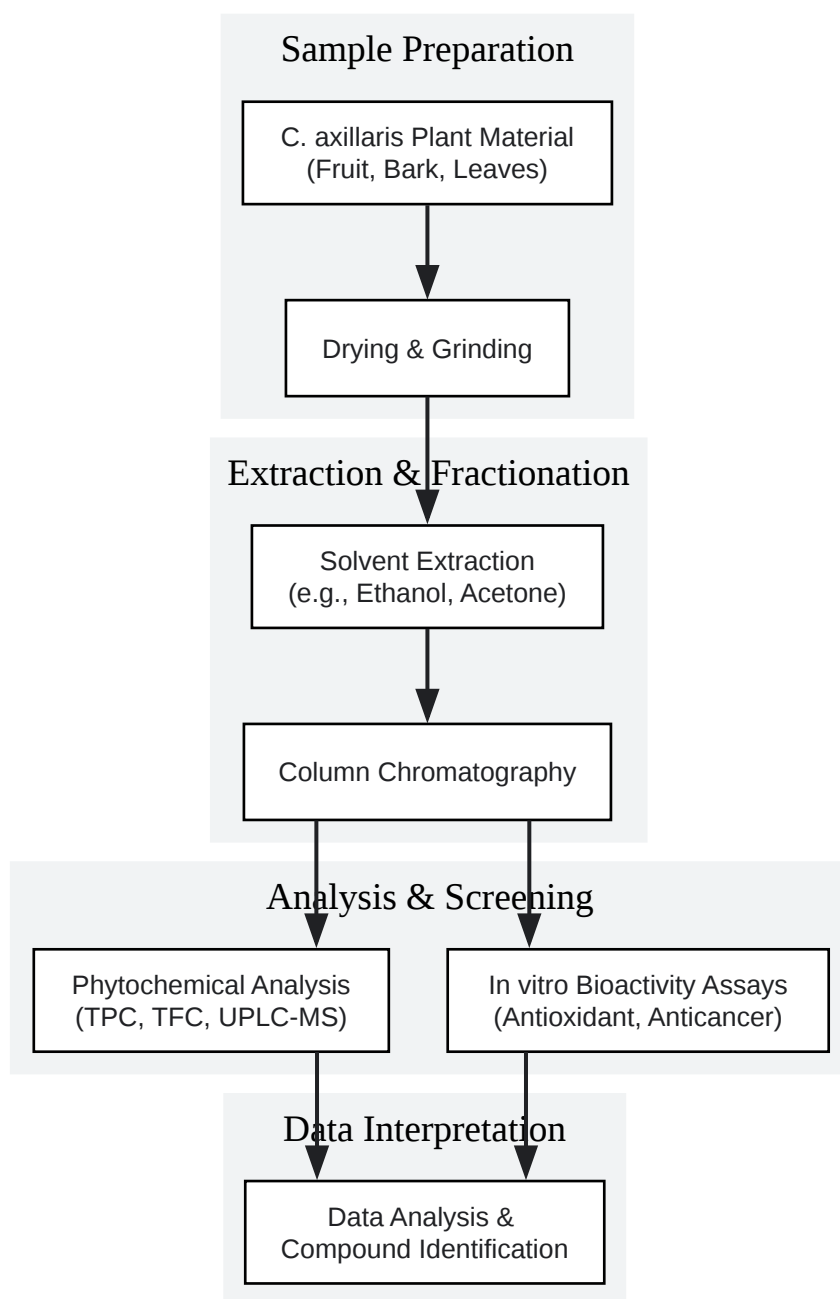 Sample Preparation
C. axillaris Plant Material
(Fruit, Bark, Leaves)
Drying & Grinding
Extraction & Fractionation
Solvent Extraction
(e.g., Ethanol, Acetone)
Column Chromatography
Analysis & Screening
Phytochemical Analysis
(TPC, TFC, UPLC-MS)
In vitro Bioactivity Assays
(Antioxidant, Anticancer)
Data Interpretation
Data Analysis &
Compound Identification